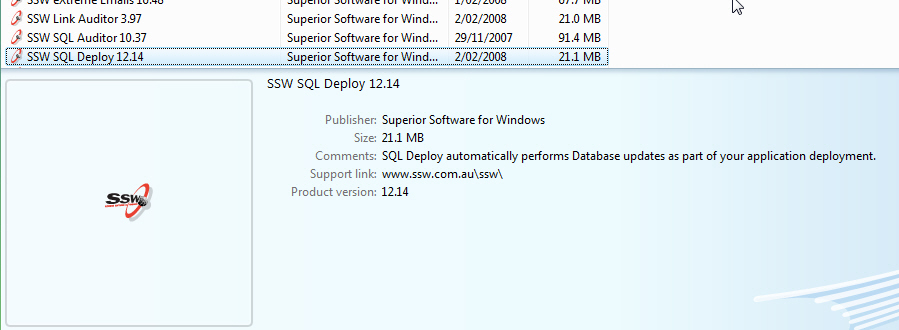 SSW eXtreme Emails 10.48 Superior Software for Wind... 1/02/2008 67.7 MB
SSW Link Auditor 3.97 Superior Software for Wind... 2/02/2008 21.0 MB
SSW SQL Auditor 10.37 Superior Software for Wind... 29/11/2007 91.4 MB
SSW SQL Deploy 12.14 Superior Software for Wind... 2/02/2008 21.1 MB
SSW SQL Deploy 12.14
Publisher: Superior Software for Windows
Size: 21.1 MB
Comments: SQL Deploy automatically performs Database updates as part of your application deployment.
Support link: www.ssw.com.au\ssw\
Product version: 12.14
SSW